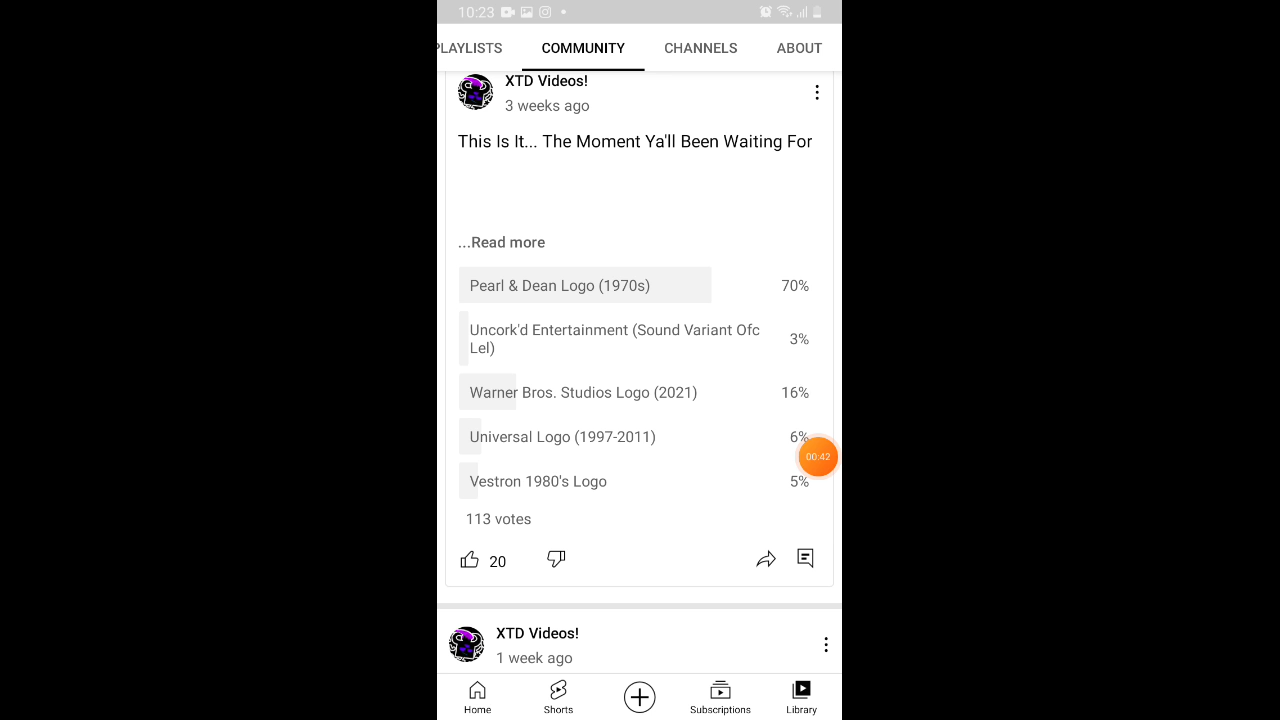 10:23
PLAYLISTS COMMUNITY CHANNELS ABOUT
XTD Videos!
3 weeks ago
This Is It... The Moment Ya'll Been Waiting For
...Read more
Pearl & Dean Logo (1970s) 70%
Uncork'd Entertainment (Sound Variant Ofc
Lel) 3%
Warner Bros. Studios Logo (2021) 16%
Universal Logo (1997-2011) 6%
00:42
Vestron 1980's Logo 5%
113 votes
20
XTD Videos!
1 week ago
Home Shorts Subscriptions Library